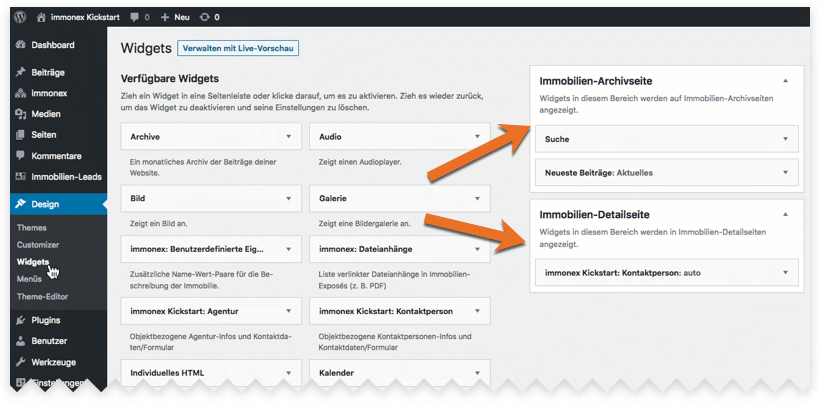 immonex Kickstart 0 Neu 0
Dashboard
Beiträge
immonex
Medien
Seiten
Kommentare
Immobilien-Leads
Design
Themes
Customizer
Widgets
Menüs
Theme-Editor
Plugins
Benutzer
Werkzeuge
Einstellungen
Widgets Verwalten mit Live-Vorschau
Verfügbare Widgets
Zieh ein Widget in eine Seitenleiste oder klicke darauf, um es zu aktivieren. Zieh es wieder zurück,
um das Widget zu deaktivieren und seine Einstellungen zu löschen.
Archive
Ein monatliches Archiv der Beiträge deiner
Website.
Audio
Zeigt einen Audioplayer.
Bild
Zeigt ein Bild an.
Galerie
Zeigt eine Bildergalerie an.
immonex: Benutzerdefinierte Eig...
Zusätzliche Name-Wert-Paare für die Be-
schreibung der Immobilie.
immonex: Dateianhänge
Liste verlinkter Dateianhänge in Immobilien-
Exposés (z. B. PDF)
immonex Kickstart: Agentur
Objektbezogene Agentur-Infos und Kontaktda-
ten/Formular
immonex Kickstart: Kontaktperson
Objektbezogene Kontaktpersonen-Infos und
Kontaktdaten/Formular
Individuelles HTML
Kalender
Immobilien-Archivseite
Widgets in diesem Bereich werden auf Immobilien-Archivseiten
angezeigt.
Suche
Neueste Beiträge: Aktuelles
Immobilien-Detailseite
Widgets in diesem Bereich werden in Immobilien-Detailseiten
angezeigt.
immonex Kickstart: Kontaktperson: auto